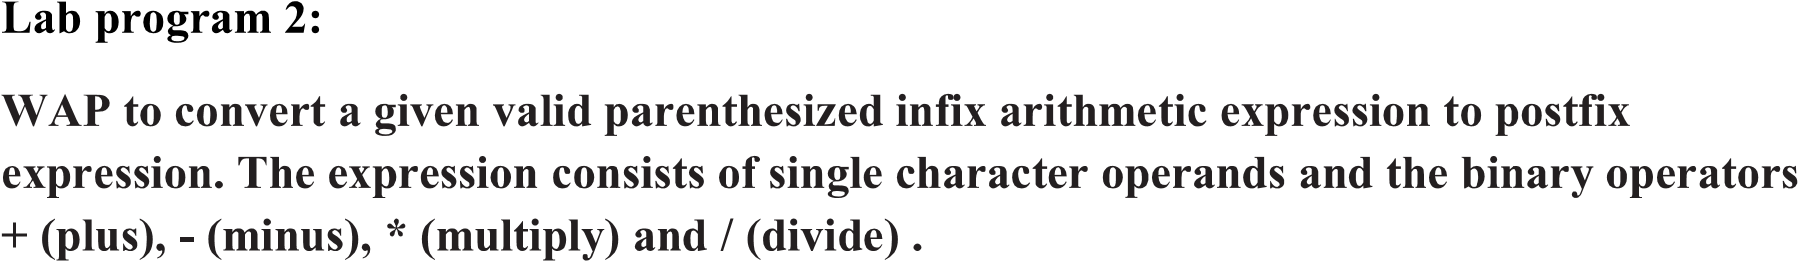 Lab program 2:
WAP to convert a given valid parenthesized infix arithmetic expression to postfix
expression. The expression consists of single character operands and the binary operators
+ (plus), - (minus), * (multiply) and / (divide) .